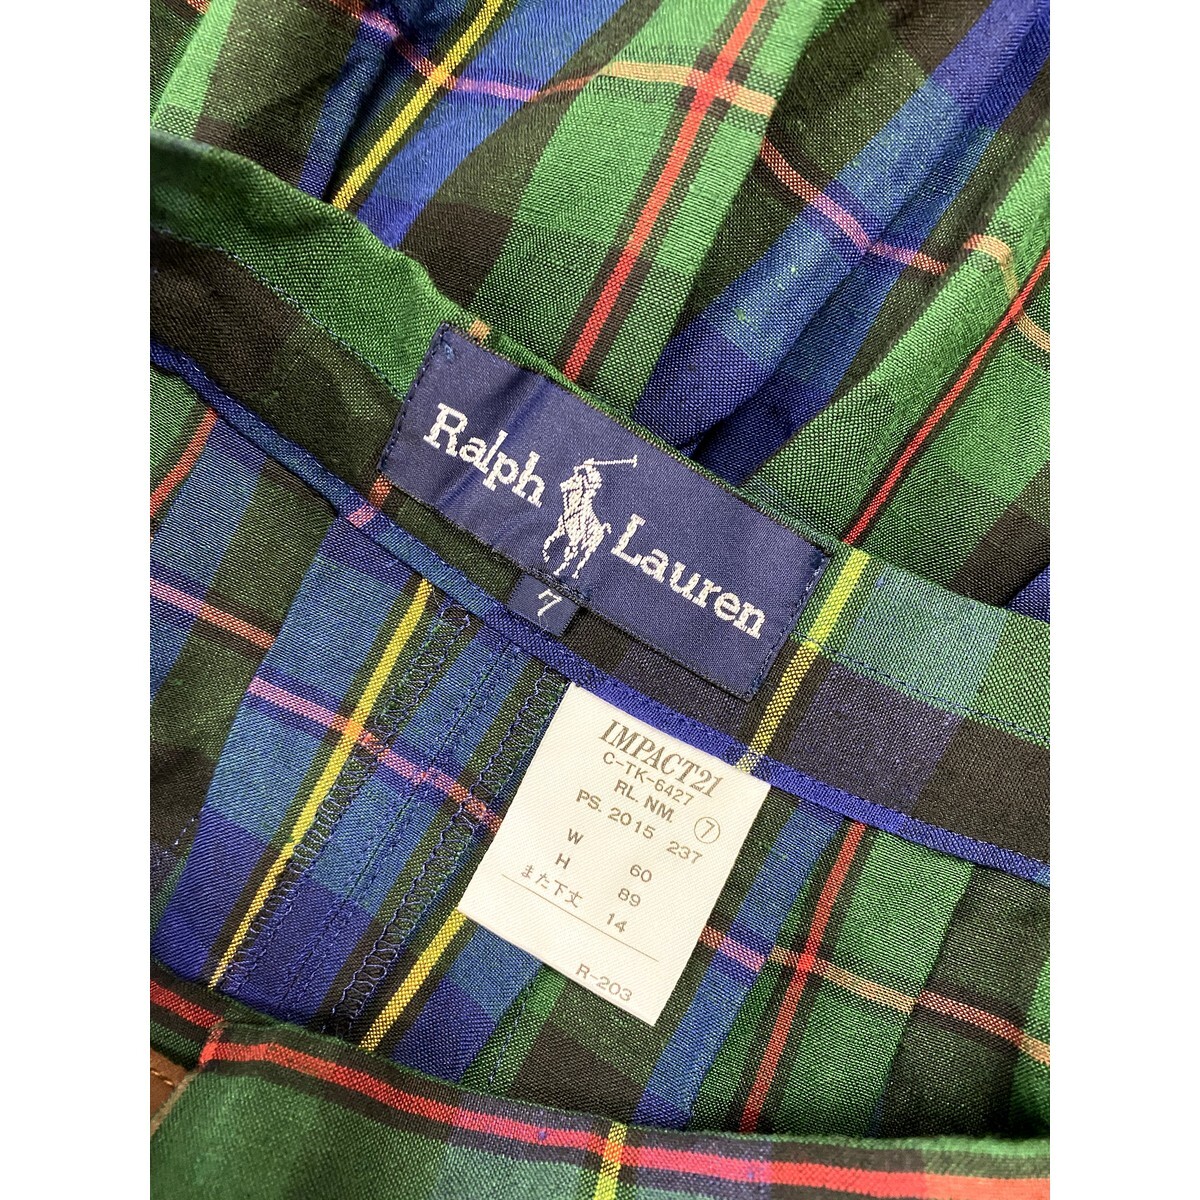 Ralph Lauren
7
IMPACT21
C-TK-6427
RL. NM. ⑦
PS. 2015 237
W 60
H 89
また下丈 14
R-203